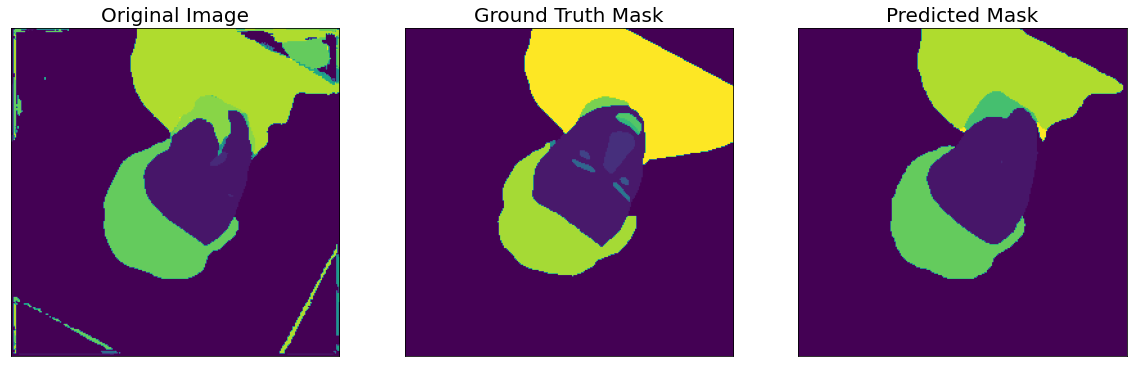 Original Image
Ground Truth Mask
Predicted Mask